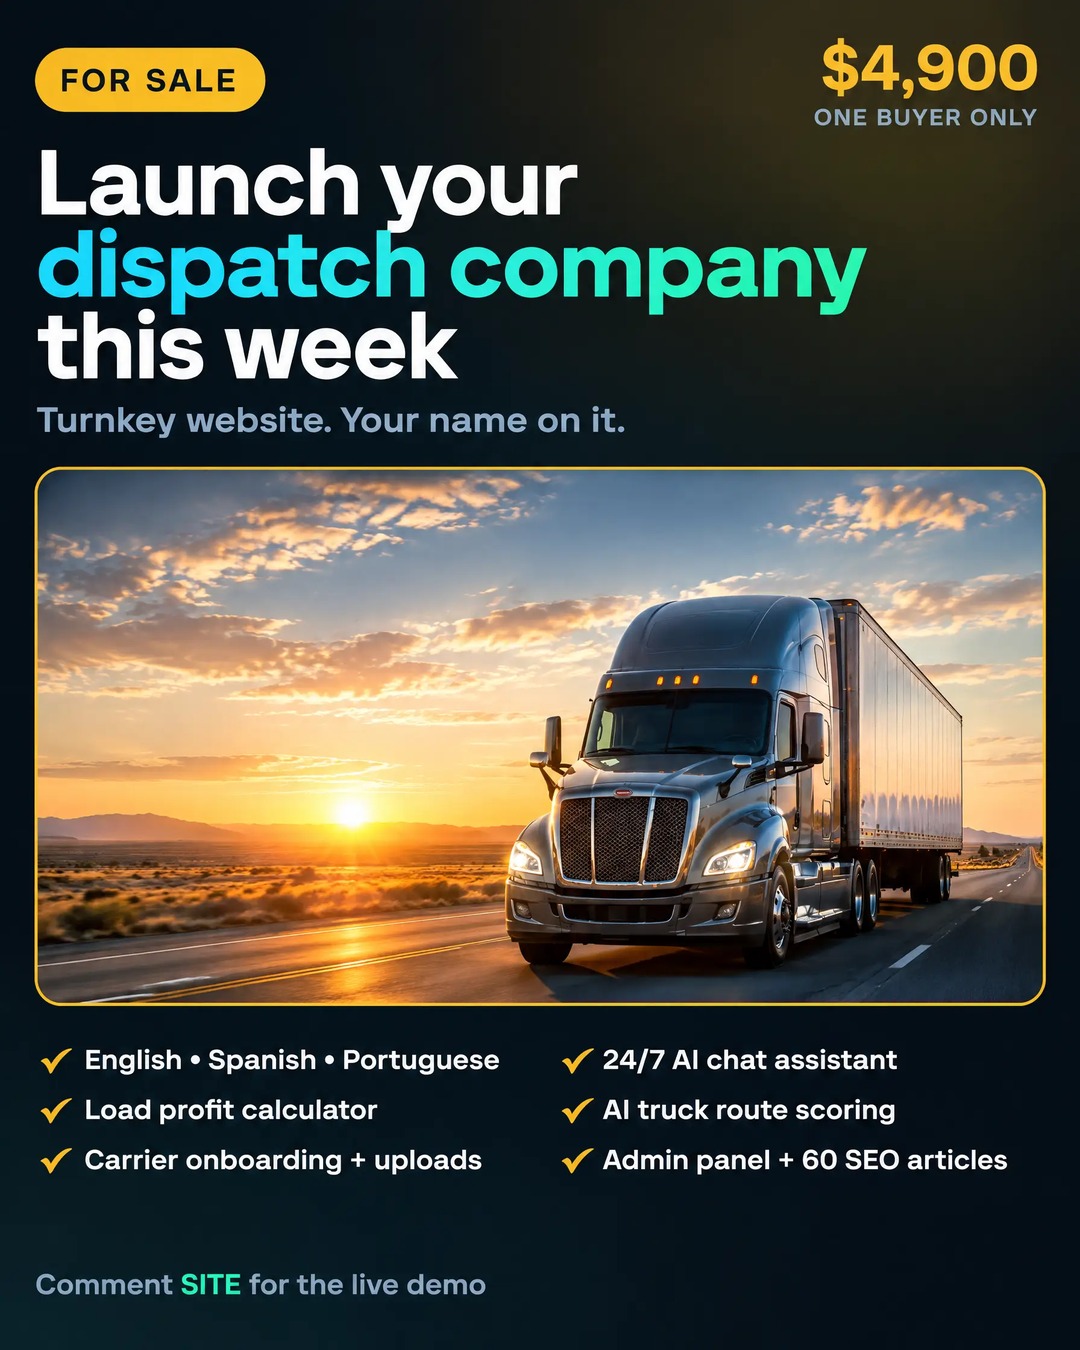 FOR SALE
$4,900
ONE BUYER ONLY
Launch your
dispatch company
this week
Turnkey website. Your name on it.
✓ English • Spanish • Portuguese
✓ Load profit calculator
✓ Carrier onboarding + uploads
✓ 24/7 AI chat assistant
✓ AI truck route scoring
✓ Admin panel + 60 SEO articles
Comment SITE for the live demo